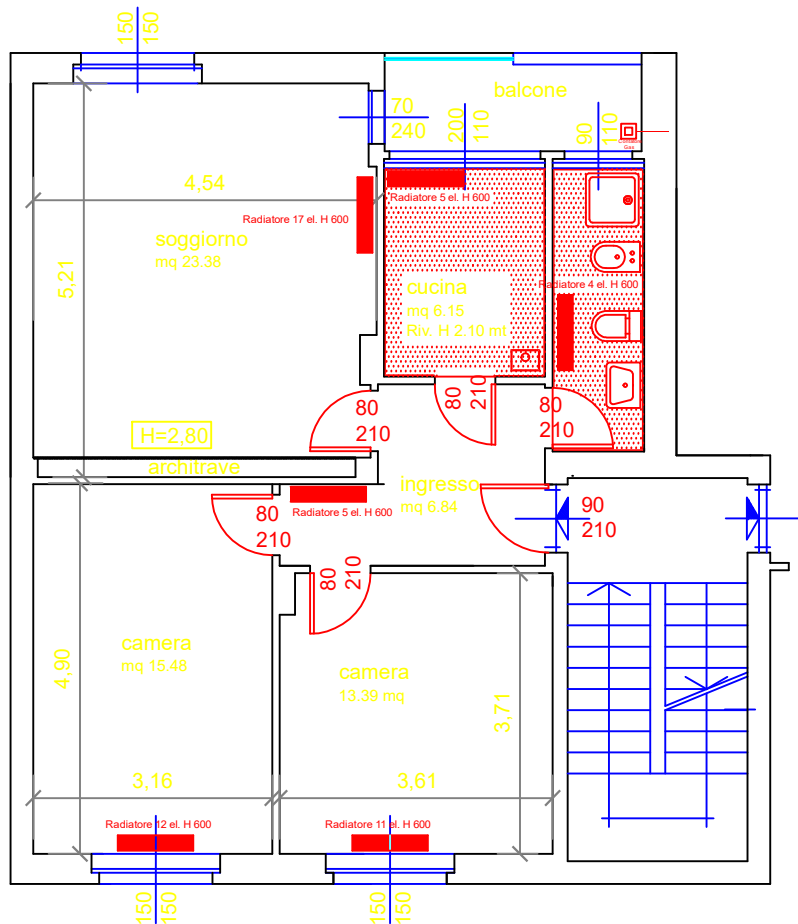 150
150
balcone
70
240
200
110
90
110
Gas
4,54
Radiatore 17 el. H 600
Radiatore 5 el. H 600
soggiorno
mq 23.38
5,21
cucina
mq 6.15
Riv. H 2.10 mt
Radiatore 4 el. H 600
80
210
80
210
80
210
H=2,80
architrave
ingresso
mq 6.84
Radiatore 5 el. H 600
80
210
90
210
80
210
camera
mq 15.48
4,90
camera
13.39 mq
3,71
3,16
3,61
Radiatore 12 el. H 600
Radiatore 11 el. H 600
150
150
150
150